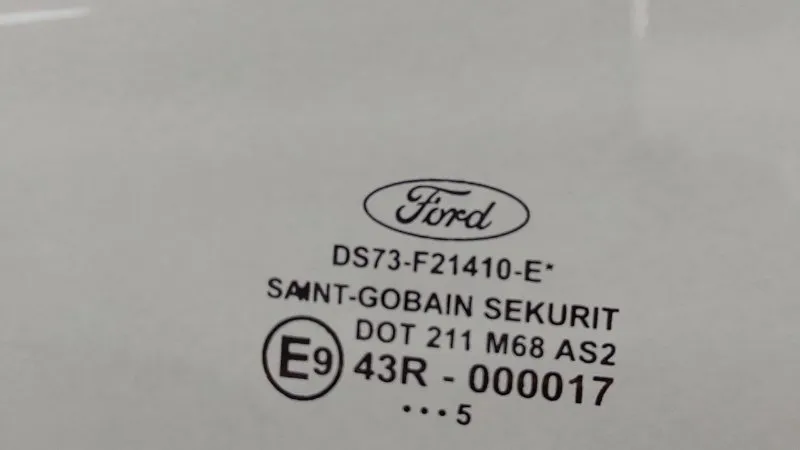 Ford
DS73-F21410-E*
SAINT-GOBAIN SEKURIT
DOT 211 M68 AS2
E9 43R - 000017
•••5